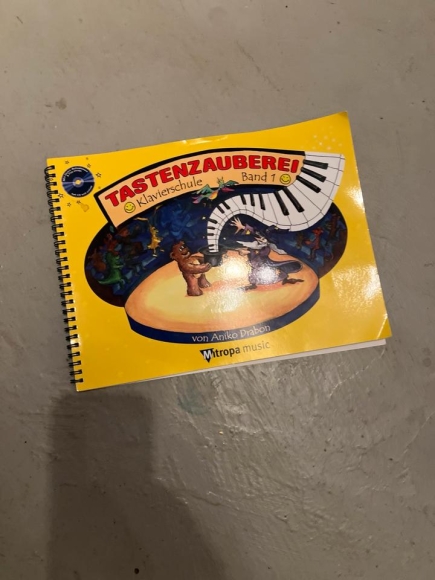 TASTENZAUBEREI
Klavierschule Band 1
von Aniko Drabon
Mitropa music